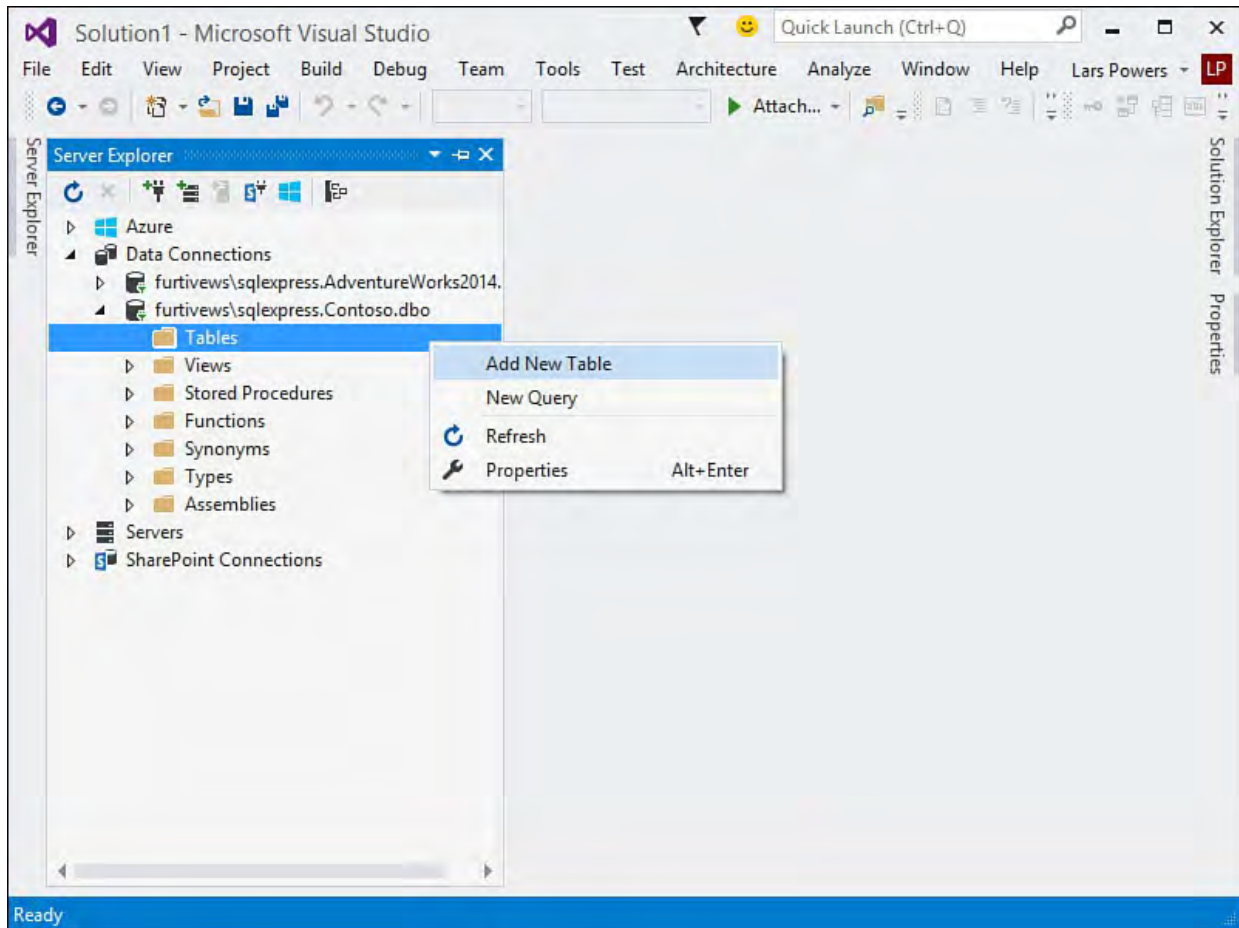 Solution1 - Microsoft Visual Studio
Quick Launch (Ctrl+Q)
File Edit View Project Build Debug Team Tools Test Architecture Analyze Window Help Lars Powers LP
Attach...
Server Explorer
Server Explorer
Azure
Data Connections
furtivews\sqlexpress.AdventureWorks2014.
furtivews\sqlexpress.Contoso.dbo
Tables
Views
Stored Procedures
Functions
Synonyms
Types
Assemblies
Servers
SharePoint Connections
Add New Table
New Query
Refresh
Properties Alt+Enter
Solution Explorer
Properties
Ready